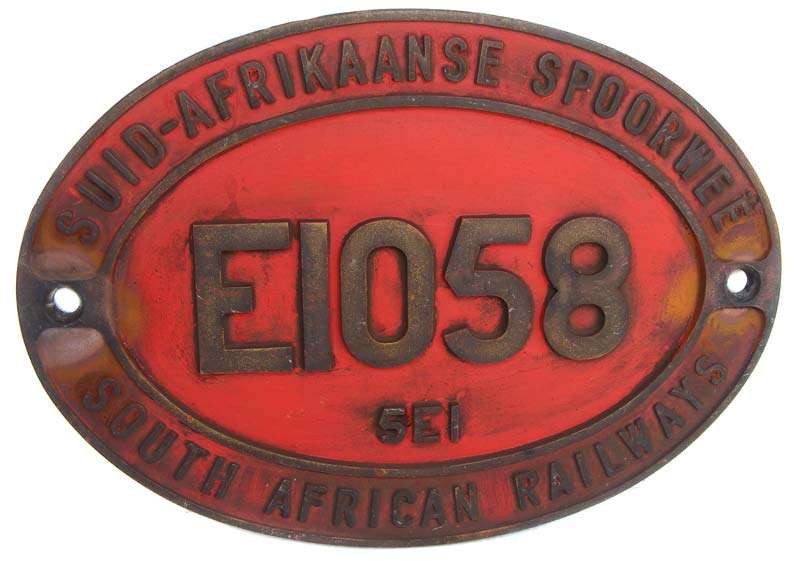 SUID-AFRIKAANSE SPOORWEË
E1058
5E1
SOUTH AFRICAN RAILWAYS